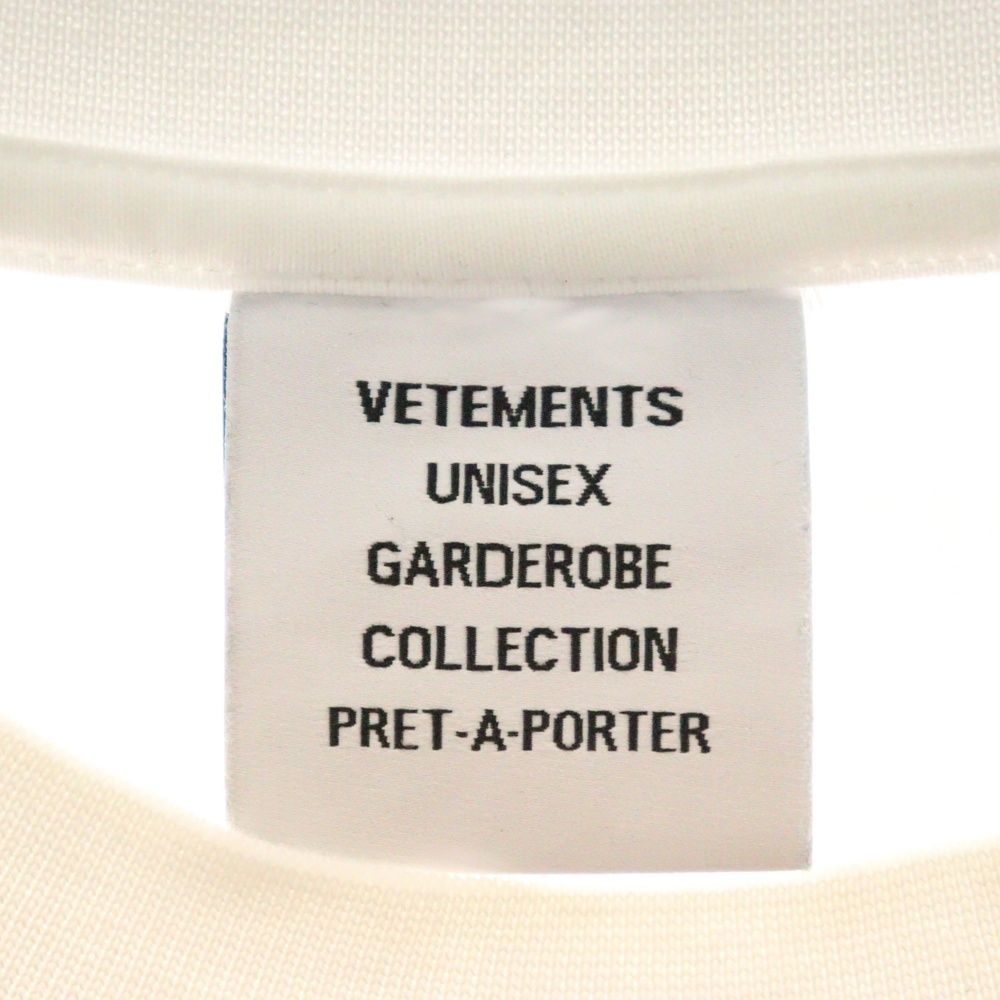 VETEMENTS
UNISEX
GARDEROBE
COLLECTION
PRET-A-PORTER